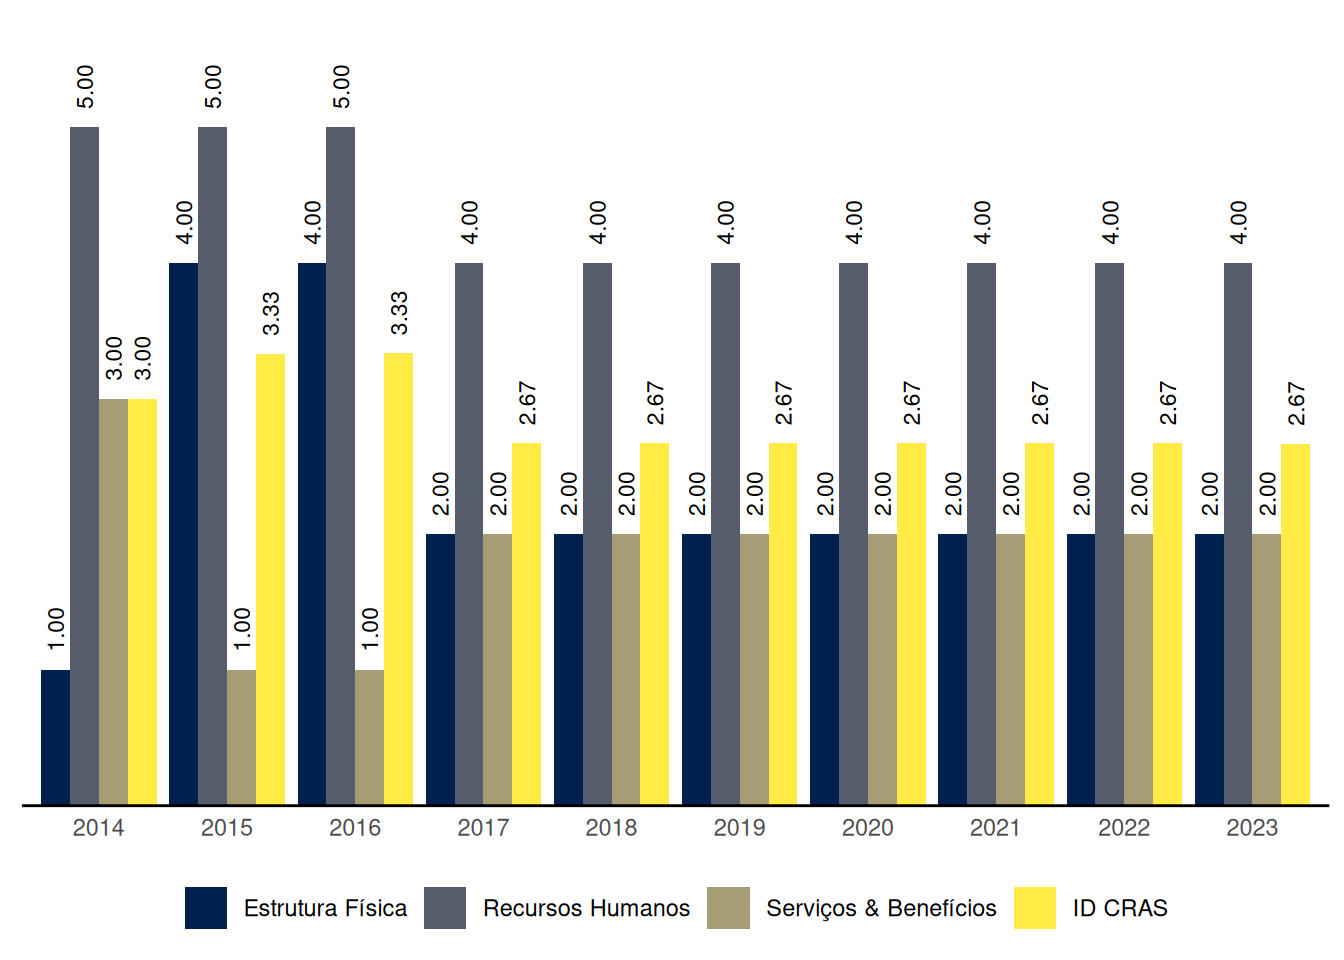 5.00 5.00 5.00
4.00 4.00 4.00 4.00 4.00 4.00 4.00 4.00 4.00
3.33 3.33
3.00 3.00
2.67 2.67 2.67 2.67 2.67 2.67 2.67
2.00 2.00 2.00 2.00 2.00 2.00 2.00 2.00 2.00 2.00 2.00 2.00 2.00 2.00
1.00 1.00 1.00
2014 2015 2016 2017 2018 2019 2020 2021 2022 2023
Estrutura Física Recursos Humanos Serviços & Benefícios ID CRAS